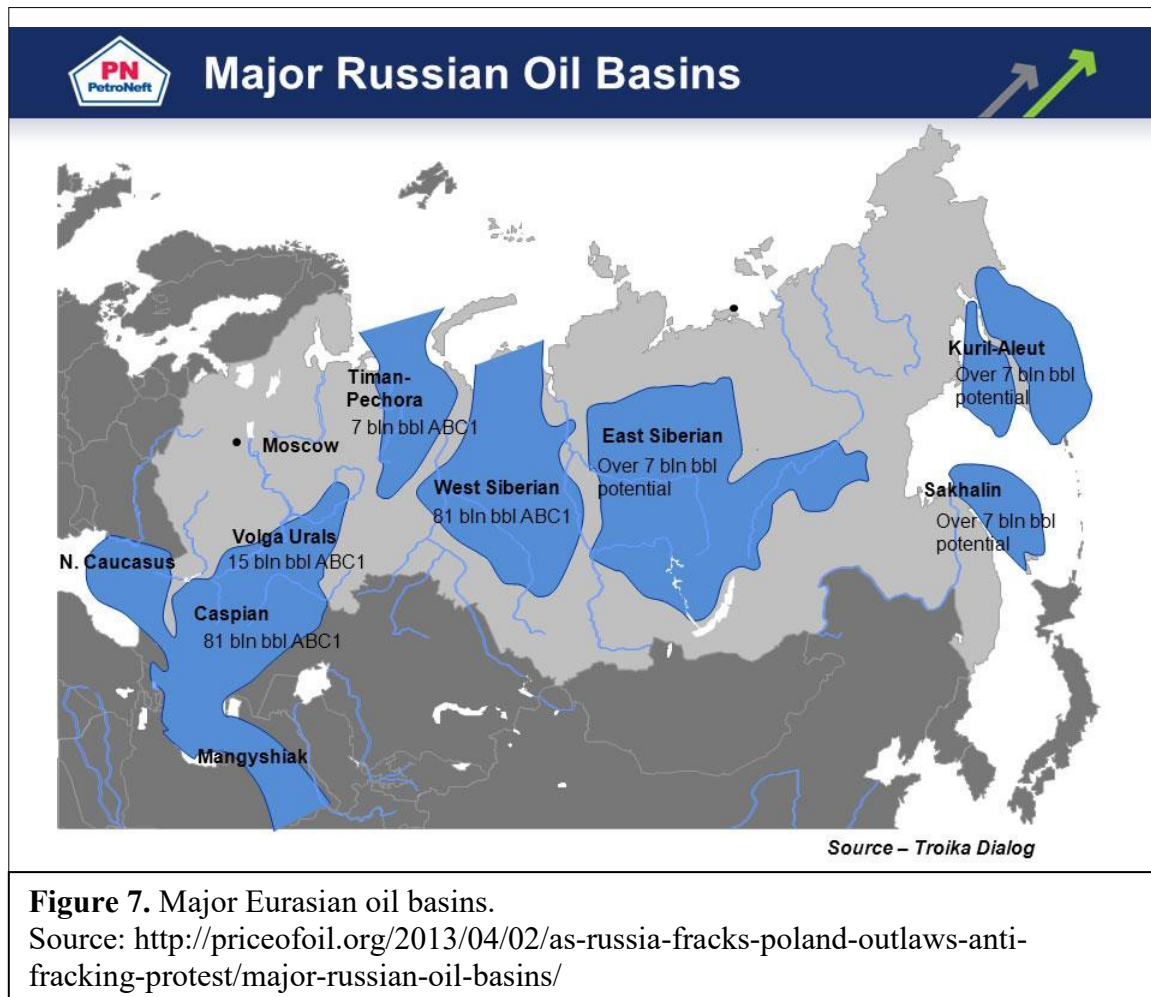 PN
PetroNeft
Major Russian Oil Basins
Timan-
Pechora
7 bln bbl ABC1
Moscow
West Siberian
81 bln bbl ABC1
East Siberian
Over 7 bln bbl
potential
Kuril-Aleut
Over 7 bln bbl
potential
Sakhalin
Over 7 bln bbl
potential
Volga Urals
15 bln bbl ABC1
N. Caucasus
Caspian
81 bln bbl ABC1
Mangyshiak
Source – Troika Dialog
Figure 7. Major Eurasian oil basins.
Source: http://priceofoil.org/2013/04/02/as-russia-fracks-poland-outlaws-anti-
fracking-protest/major-russian-oil-basins/